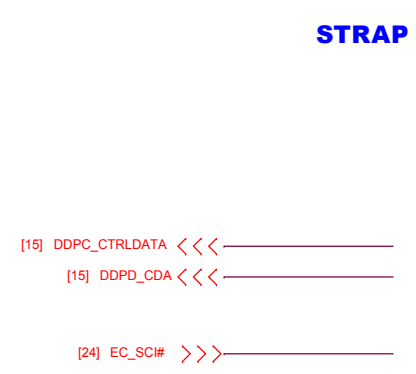 STRAP
[15] DDPC_CTRLDATA
[15] DDPD_CDA
[24] EC_SCI#